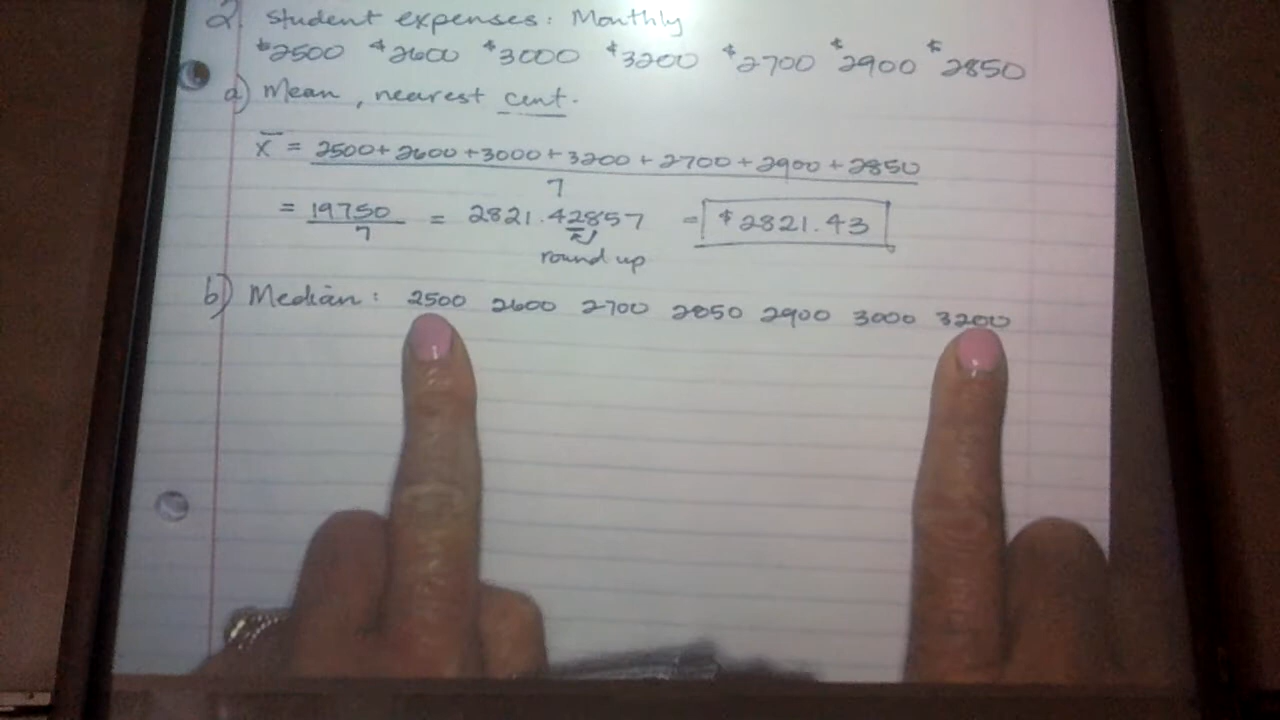 2. Student expenses: Monthly
$2500 $2600 $3000 $3200 $2700 $2900 $2850
a) Mean, nearest cent.
x̄ = 2500+2600+3000+3200+2700+2900+2850
7
= 19750 = 2821.42857 = $2821.43
7
round up
b) Median: 2500 2600 2700 2850 2900 3000 3200